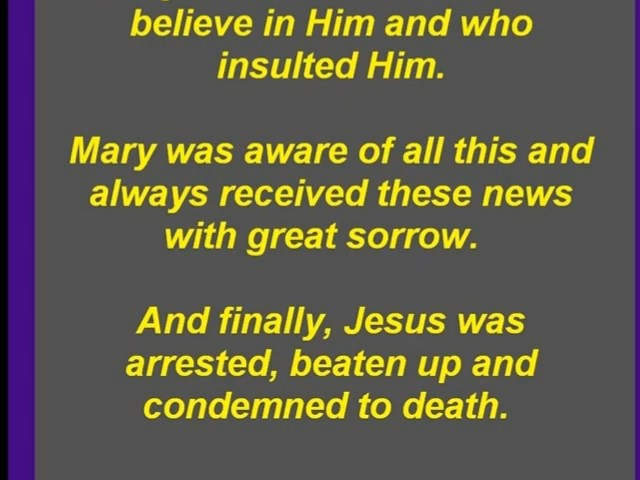 believe in Him and who
insulted Him.
Mary was aware of all this and
always received these news
with great sorrow.
And finally, Jesus was
arrested, beaten up and
condemned to death.